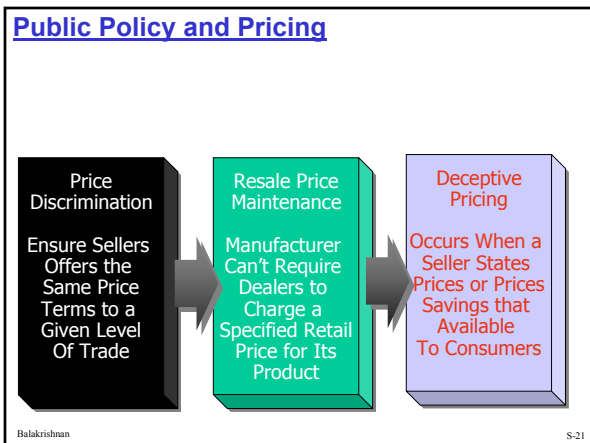 Public Policy and Pricing
Price
Discrimination
Ensure Sellers
Offers the
Same Price
Terms to a
Given Level
Of Trade
Resale Price
Maintenance
Manufacturer
Can't Require
Dealers to
Charge a
Specified Retail
Price for Its
Product
Deceptive
Pricing
Occurs When a
Seller States
Prices or Prices
Savings that
Available
To Consumers
Balakrishnan
S-21